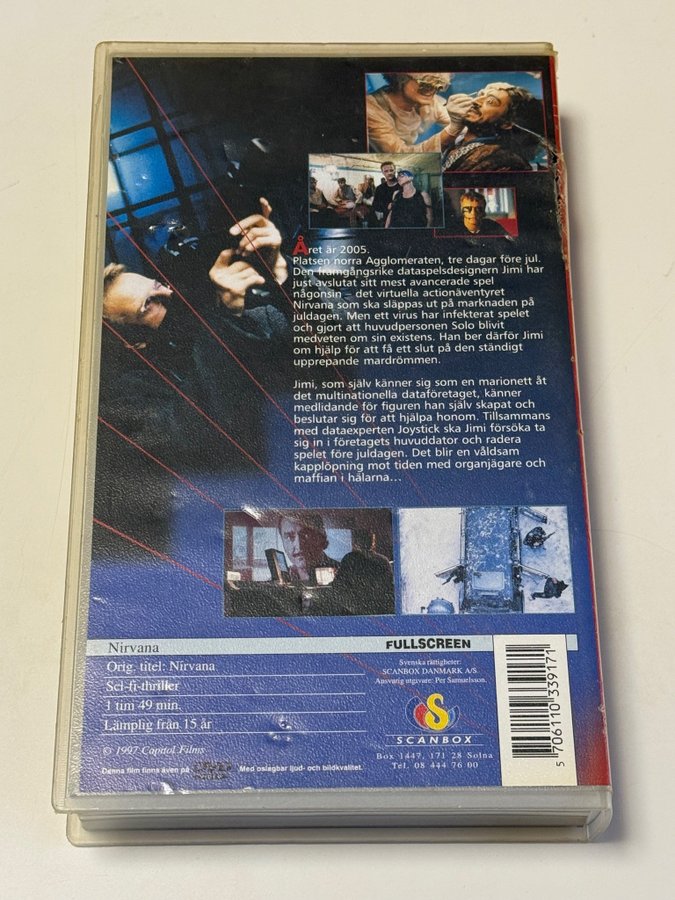 Året är 2005.
Platsen norra Agglomeraten, tre dagar före jul.
Den framgångsrike dataspelsdesignern Jimi har
just avslutat sitt mest avancerade spel
någonsin – det virtuella actionäventyret
Nirvana som ska släppas ut på marknaden på
juldagen. Men ett virus har infekterat spelet
och gjort att huvudpersonen Solo blivit
medveten om sin existens. Han ber därför Jimi
om hjälp för att få ett slut på den ständigt
upprepande mardrömmen.
Jimi, som själv känner sig som en marionett åt
det multinationella dataföretaget, känner
medlidande för figuren han själv skapat och
beslutar sig för att hjälpa honom. Tillsammans
med dataexperten Joystick ska Jimi försöka ta
sig in i företagets huvuddator och radera
spelet före juldagen. Det blir en våldsam
kapplöpning mot tiden med organjägare och
maffian i hälarna...
Nirvana
Orig. titel: Nirvana
Sci-fi-thriller
1 tim 49 min.
Lämplig från 15 år
© 1997 Capitol Films
Denna film finns även på
Med oslagbar ljud- och bildkvalitet.
FULLSCREEN
Svenska rättigheter:
SCANBOX DANMARK A/S.
Ansvarig utgivare: Per Samuelsson.
S
SCANBOX
Box 1447, 171 28 Solna
Tel. 08 444 76 00
5 706110 339171